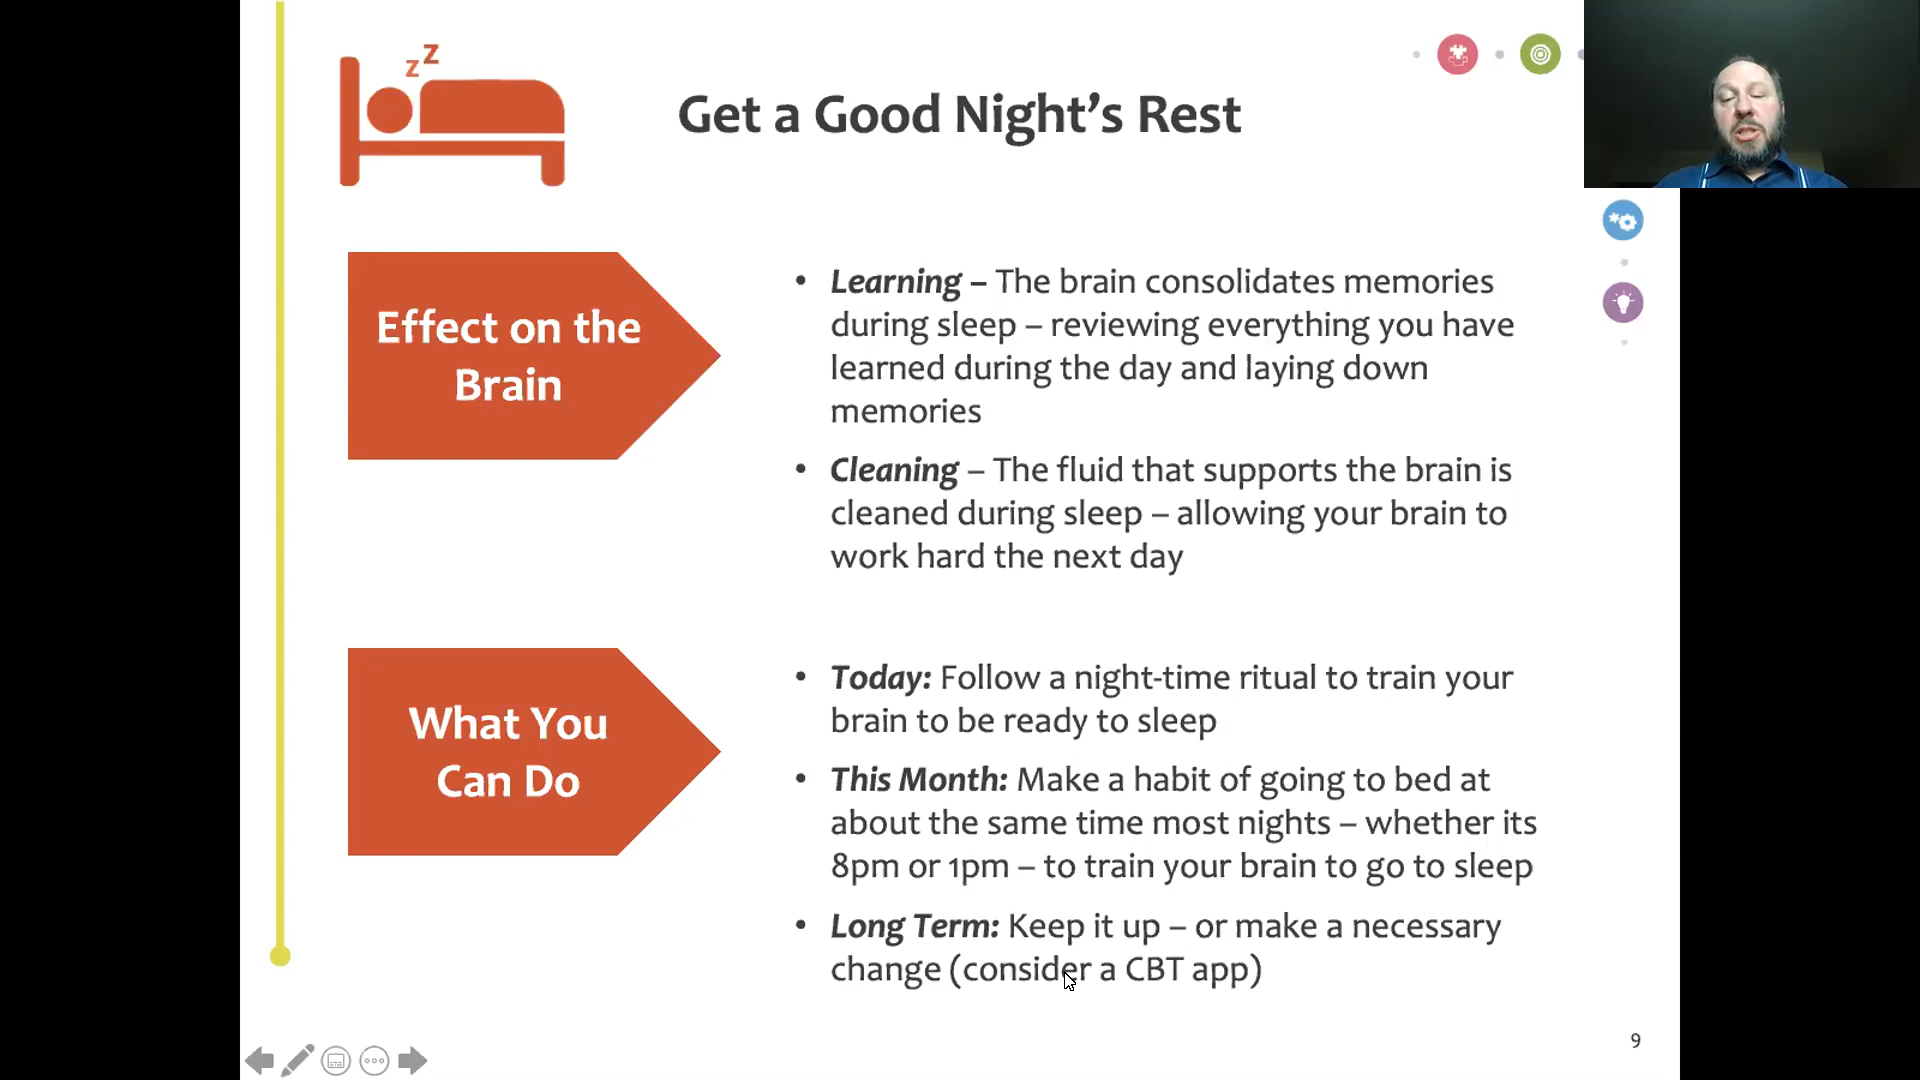 z z
Get a Good Night’s Rest
Effect on the
Brain
• Learning – The brain consolidates memories
during sleep – reviewing everything you have
learned during the day and laying down
memories
• Cleaning – The fluid that supports the brain is
cleaned during sleep – allowing your brain to
work hard the next day
What You
Can Do
• Today: Follow a night-time ritual to train your
brain to be ready to sleep
• This Month: Make a habit of going to bed at
about the same time most nights – whether its
8pm or 1pm – to train your brain to go to sleep
• Long Term: Keep it up – or make a necessary
change (consider a CBT app)
9